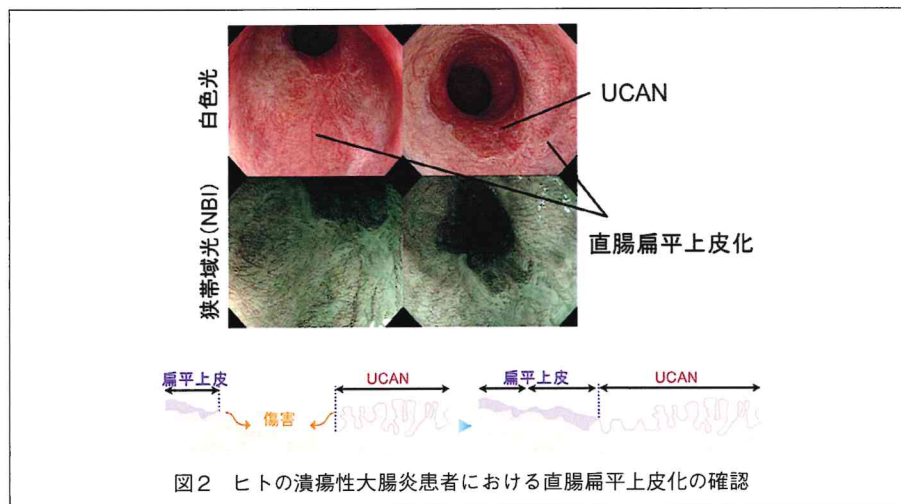 白色光
UCAN
狭帯域光(NBI)
直腸扁平上皮化
扁平上皮
UCAN
傷害
扁平上皮
UCAN
図2 ヒトの潰瘍性大腸炎患者における直腸扁平上皮化の確認